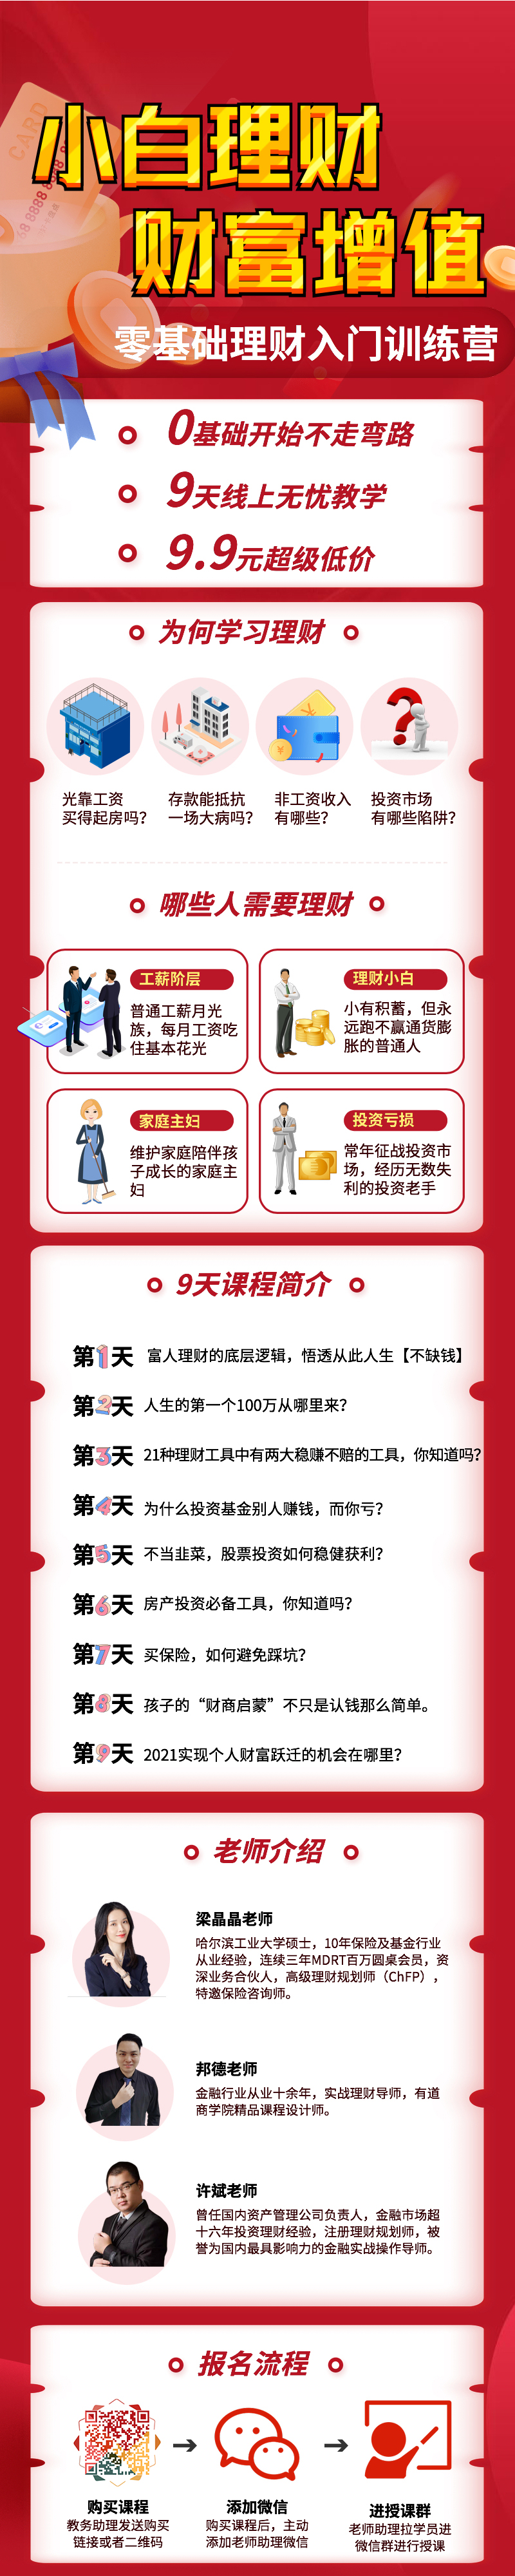 CARD
小白理财
财富增值
零基础理财入门训练营
0基础开始不走弯路
9天线上无忧教学
9.9元超级低价
为何学习理财
光靠工资
买得起房吗？
存款能抵抗
一场大病吗？
非工资收入
有哪些？
投资市场
有哪些陷阱？
哪些人需要理财
工薪阶层
普通工薪月光
族，每月工资吃
住基本花光
理财小白
小有积蓄，但永
远跑不赢通货膨
胀的普通人
家庭主妇
维护家庭陪伴孩
子成长的家庭主
妇
投资亏损
常年征战投资市
场，经历无数失
利的投资老手
9天课程简介
第1天 富人理财的底层逻辑，悟透从此人生【不缺钱】
第2天 人生的第一个100万从哪里来？
第3天 21种理财工具中有两大稳赚不赔的工具，你知道吗？
第4天 为什么投资基金别人赚钱，而你亏？
第5天 不当韭菜，股票投资如何稳健获利？
第6天 房产投资必备工具，你知道吗？
第7天 买保险，如何避免踩坑？
第8天 孩子的“财商启蒙”不只是认钱那么简单。
第9天 2021实现个人财富跃迁的机会在哪里？
老师介绍
梁晶晶老师
哈尔滨工业大学硕士，10年保险及基金行业
从业经验，连续三年MDRT百万圆桌会员，资
深业务合伙人，高级理财规划师（ChFP），
特邀保险咨询师。
邦德老师
金融行业从业十余年，实战理财导师，有道
商学院精品课程设计师。
许斌老师
曾任国内资产管理公司负责人，金融市场超
十六年投资理财经验，注册理财规划师，被
誉为国内最具影响力的金融实战操作导师。
报名流程
购买课程
教务助理发送购买
链接或者二维码
添加微信
购买课程后，主动
添加老师助理微信
进授课群
老师助理拉学员进
微信群进行授课